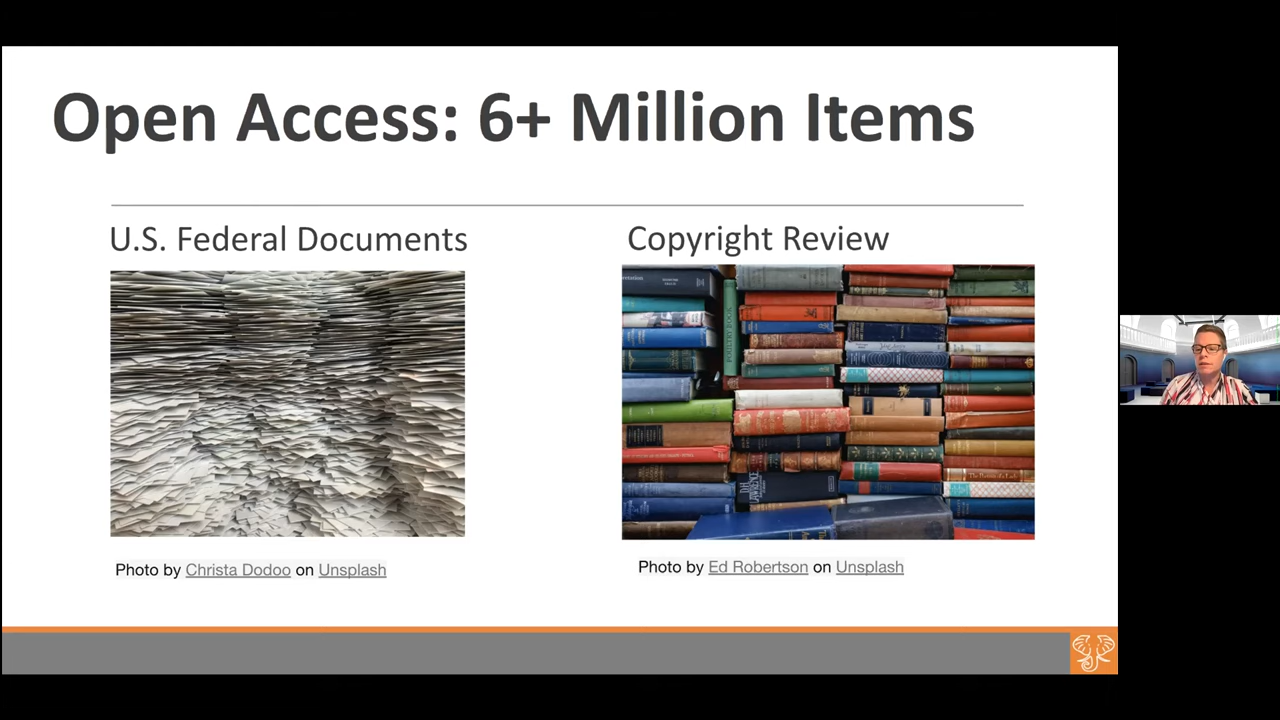 Open Access: 6+ Million Items
U.S. Federal Documents
Copyright Review
Photo by Christa Dodoo on Unsplash
Photo by Ed Robertson on Unsplash